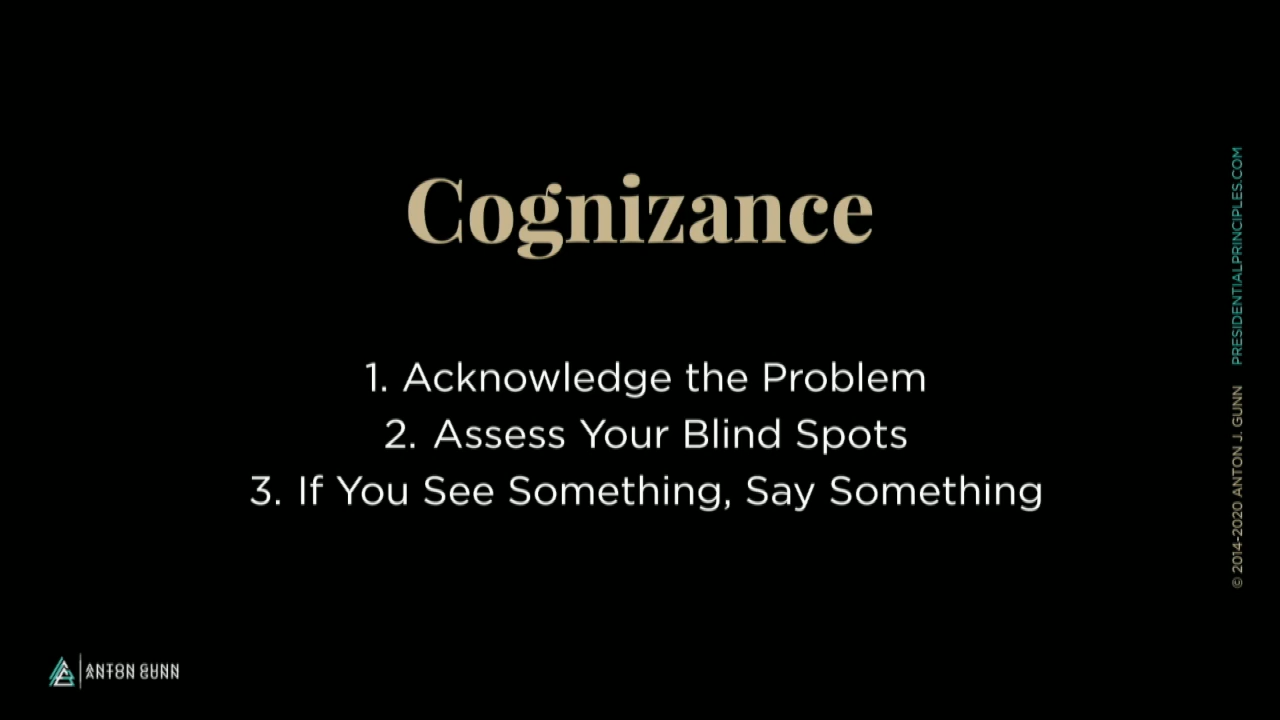 Cognizance
1. Acknowledge the Problem
2. Assess Your Blind Spots
3. If You See Something, Say Something
© 2014-2020 ANTON J. GUNN PRESIDENTIALPRINCIPLES.COM
ANTON GUNN